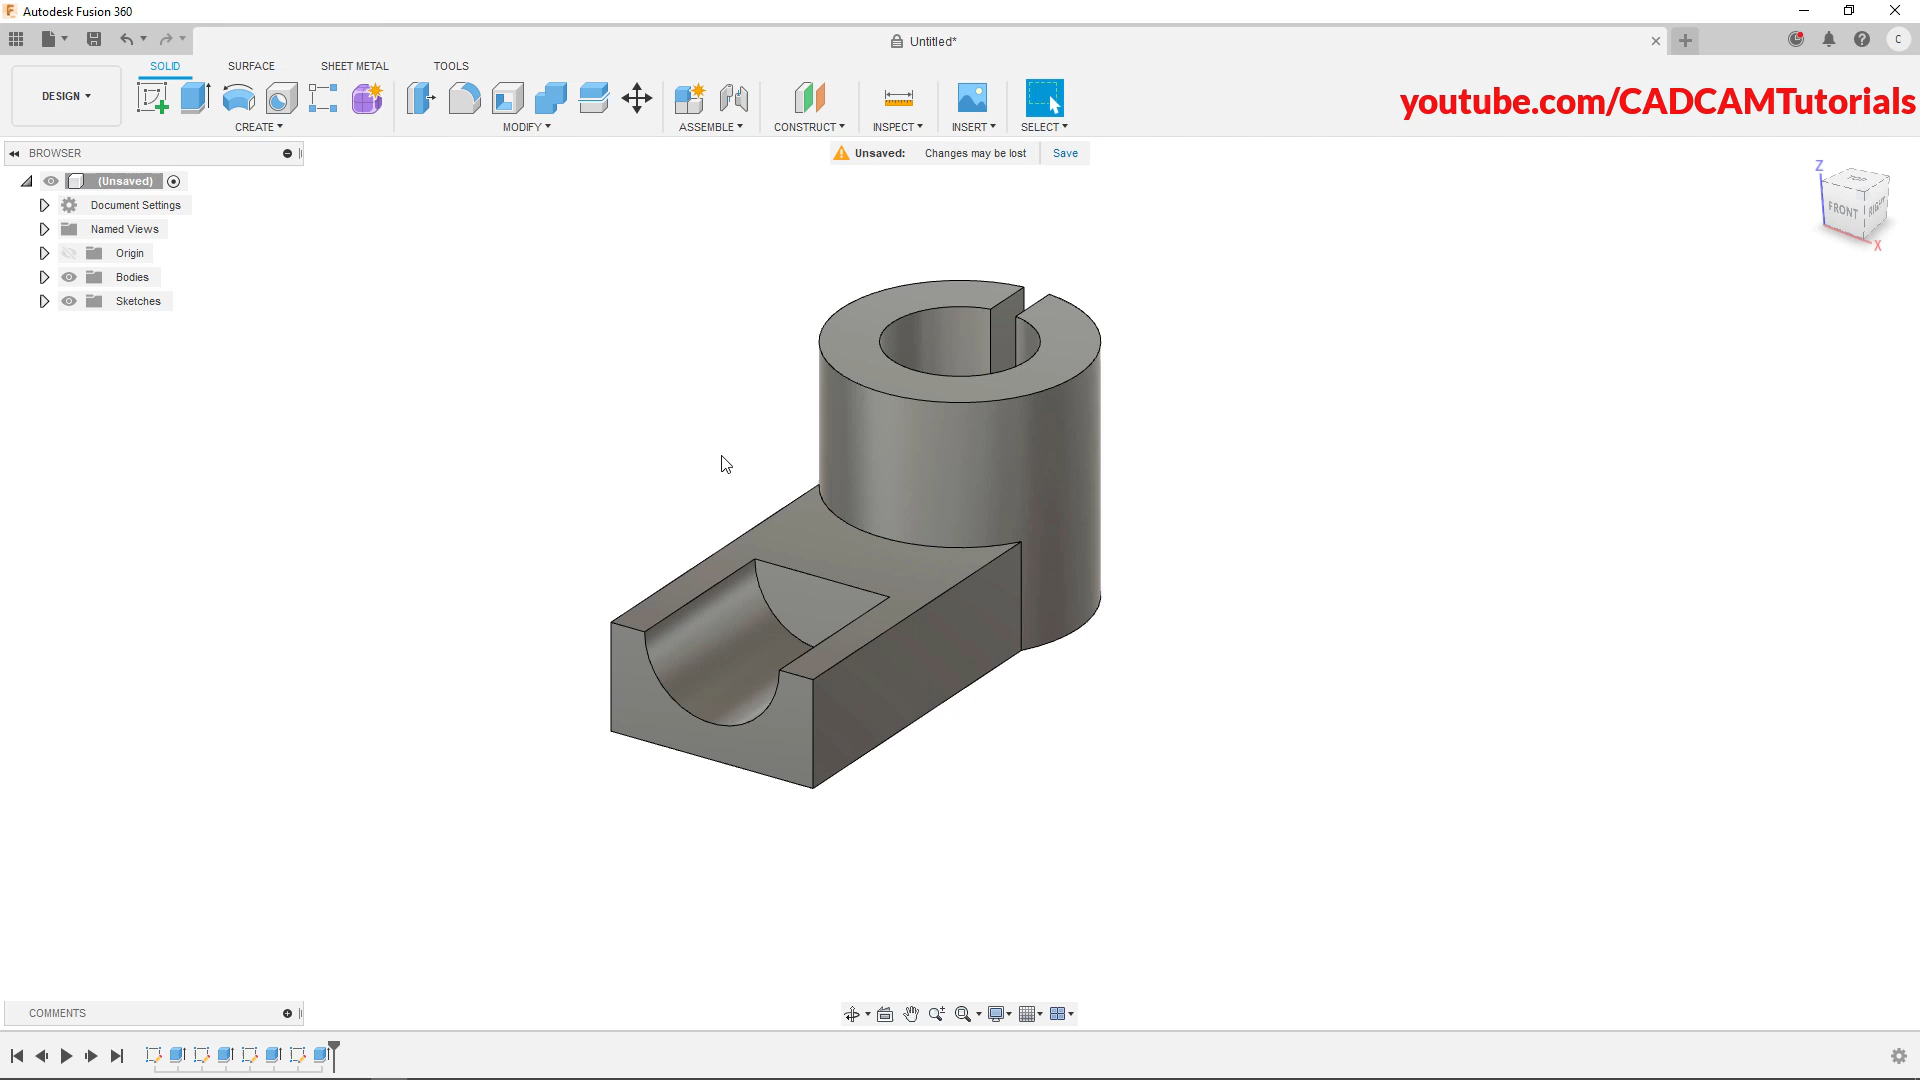 Autodesk Fusion 360
Untitled*
C
SOLID SURFACE SHEET METAL TOOLS
DESIGN
CREATE MODIFY ASSEMBLE CONSTRUCT INSPECT INSERT SELECT
youtube.com/CADCAMTutorials
BROWSER
Unsaved: Changes may be lost Save
(Unsaved)
Document Settings
Named Views
Origin
Bodies
Sketches
Z
TOP
FRONT
RIGHT
X
COMMENTS